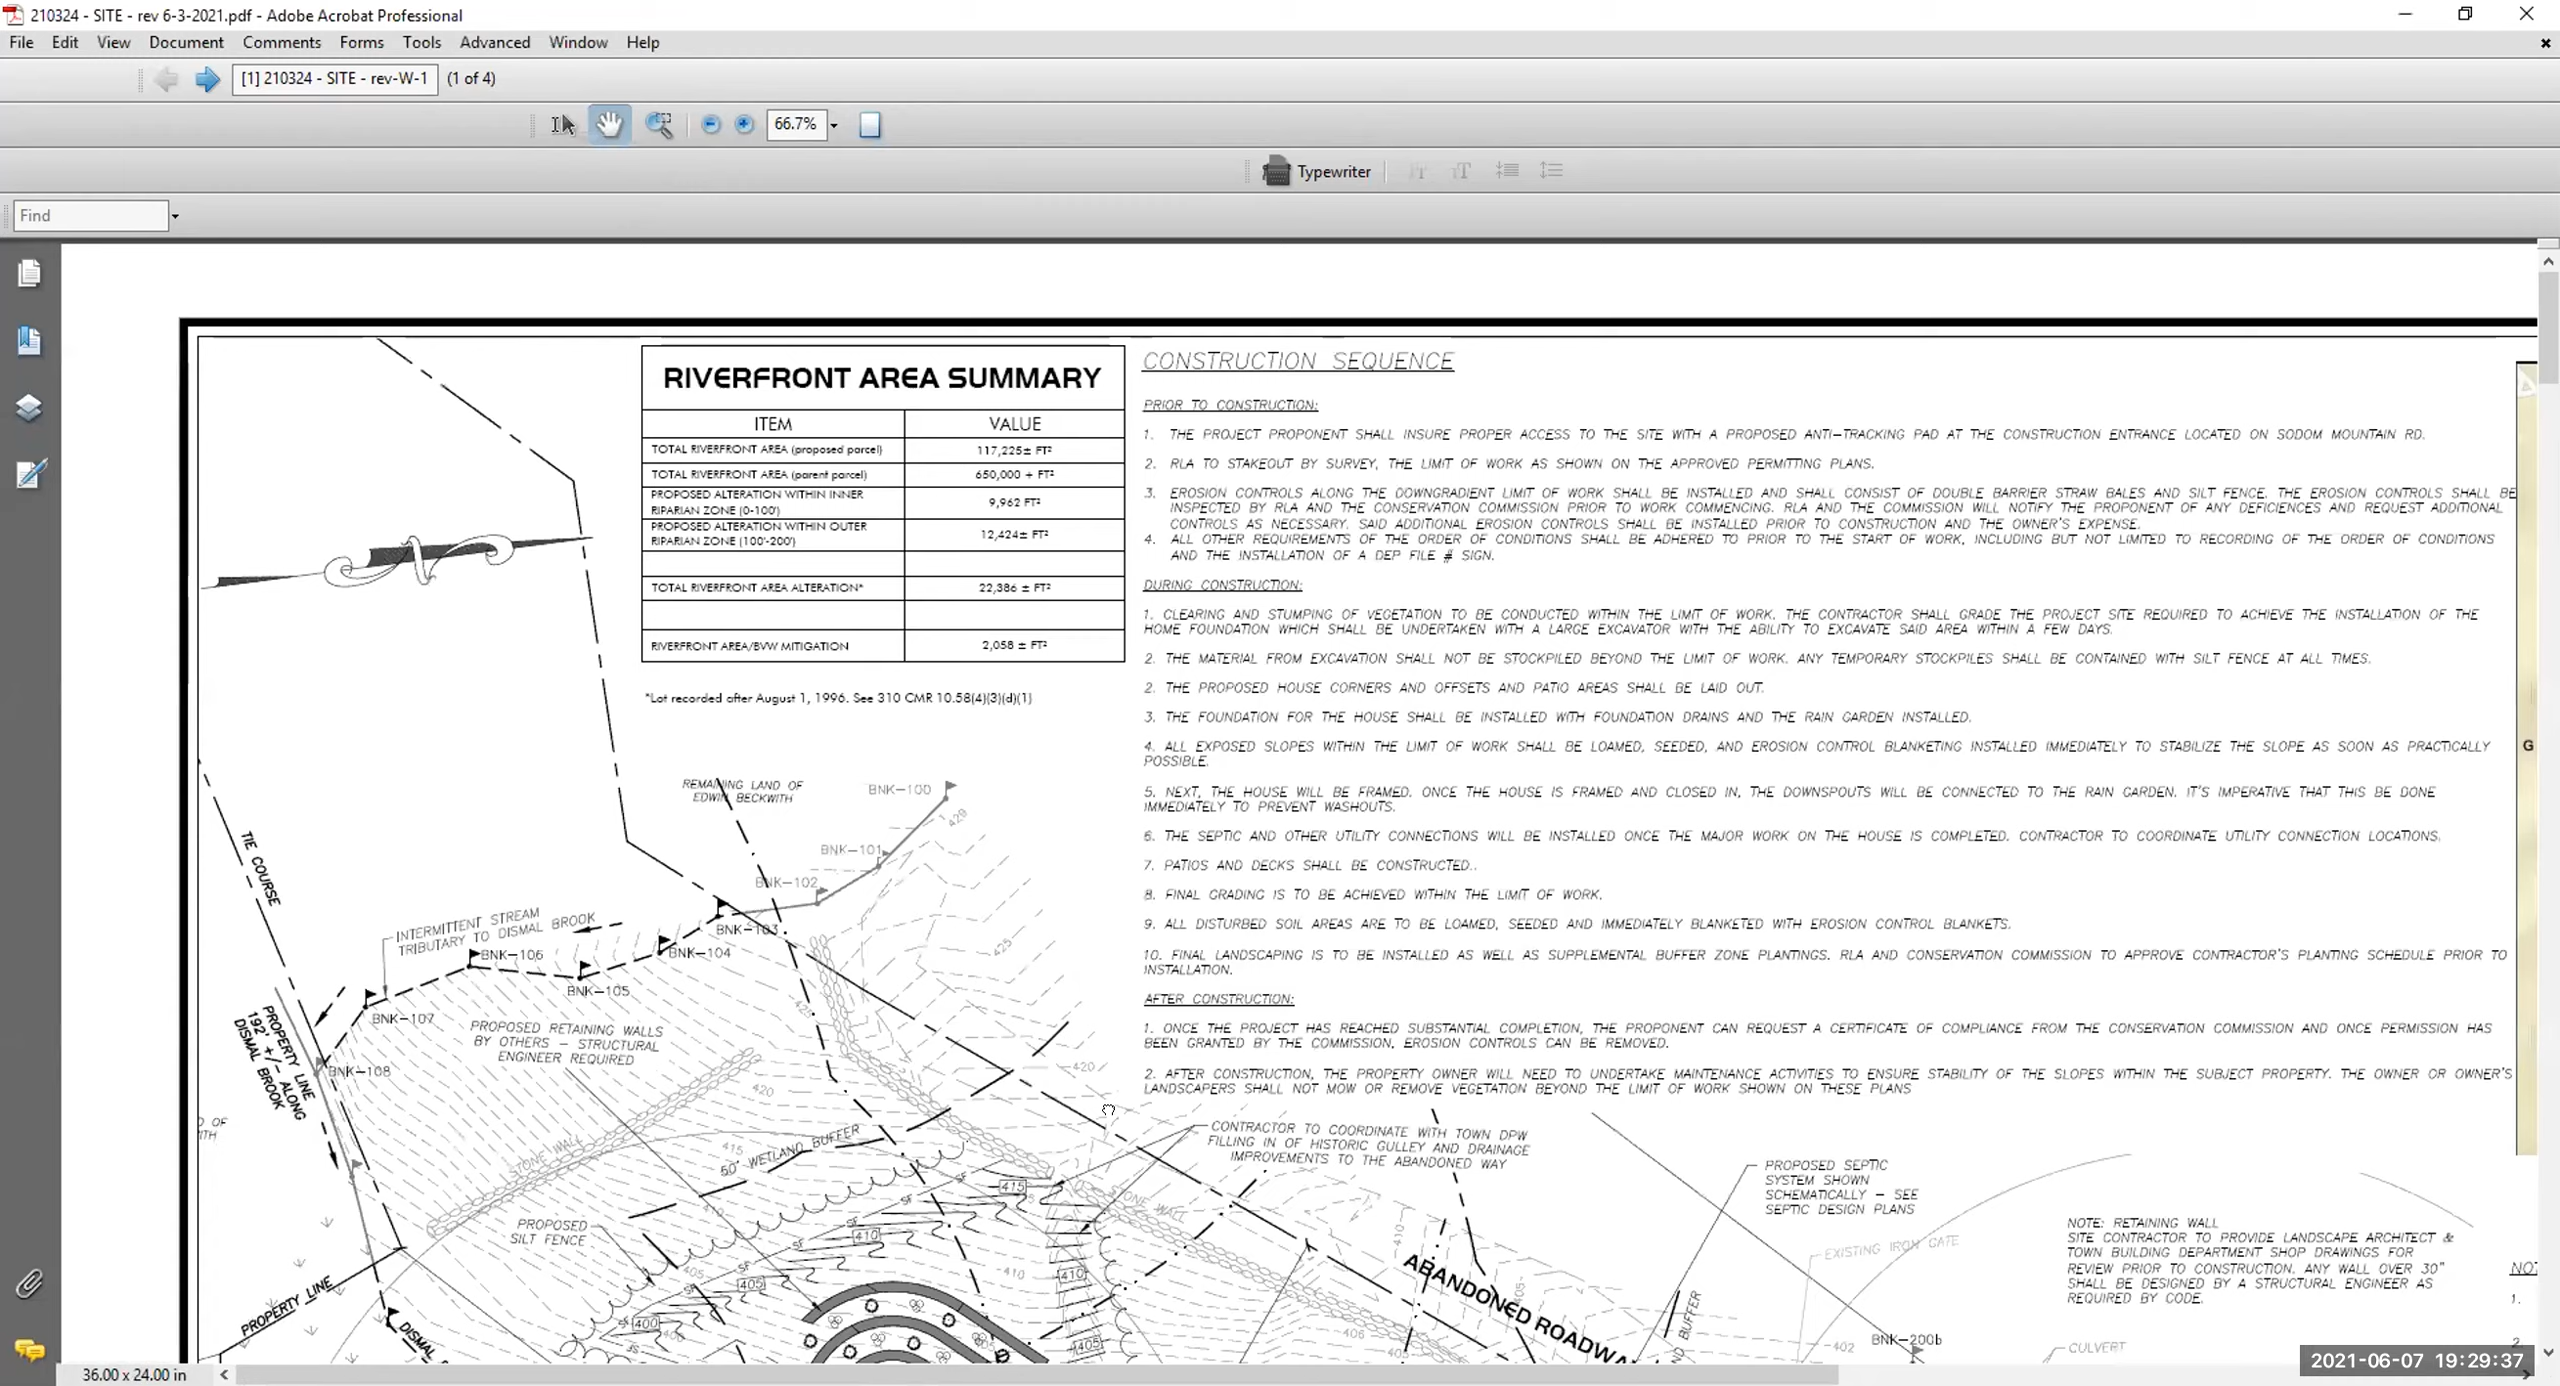 210324 - SITE - rev 6-3-2021.pdf - Adobe Acrobat Professional
File Edit View Document Comments Forms Tools Advanced Window Help
[1] 210324 - SITE - rev-W-1 (1 of 4)
66.7%
Typewriter
Find
RIVERFRONT AREA SUMMARY
ITEM VALUE
TOTAL RIVERFRONT AREA (proposed parcel) 117,225± FT²
TOTAL RIVERFRONT AREA (parent parcel) 650,000 + FT²
PROPOSED ALTERATION WITHIN INNER
RIPARIAN ZONE (0-100') 9,962 FT²
PROPOSED ALTERATION WITHIN OUTER
RIPARIAN ZONE (100'-200') 12,424± FT²
TOTAL RIVERFRONT AREA ALTERATION* 22,386 ± FT²
RIVERFRONT AREA/BVW MITIGATION 2,058 ± FT²
*Lot recorded after August 1, 1996. See 310 CMR 10.58(4)(3)(d)(1)
CONSTRUCTION SEQUENCE
PRIOR TO CONSTRUCTION:
1. THE PROJECT PROPONENT SHALL INSURE PROPER ACCESS TO THE SITE WITH A PROPOSED ANTI-TRACKING PAD AT THE CONSTRUCTION ENTRANCE LOCATED ON SODOM MOUNTAIN RD.
2. RLA TO STAKEOUT BY SURVEY, THE LIMIT OF WORK AS SHOWN ON THE APPROVED PERMITTING PLANS.
3. EROSION CONTROLS ALONG THE DOWNGRADIENT LIMIT OF WORK SHALL BE INSTALLED AND SHALL CONSIST OF DOUBLE BARRIER STRAW BALES AND SILT FENCE. THE EROSION CONTROLS SHALL BE
INSPECTED BY RLA AND THE CONSERVATION COMMISSION PRIOR TO WORK COMMENCING. RLA AND THE COMMISSION WILL NOTIFY THE PROPONENT OF ANY DEFICIENCES AND REQUEST ADDITIONAL
CONTROLS AS NECESSARY. SAID ADDITIONAL EROSION CONTROLS SHALL BE INSTALLED PRIOR TO CONSTRUCTION AND THE OWNER'S EXPENSE.
4. ALL OTHER REQUIREMENTS OF THE ORDER OF CONDITIONS SHALL BE ADHERED TO PRIOR TO THE START OF WORK, INCLUDING BUT NOT LIMITED TO RECORDING OF THE ORDER OF CONDITIONS
AND THE INSTALLATION OF A DEP FILE # SIGN.
DURING CONSTRUCTION:
1. CLEARING AND STUMPING OF VEGETATION TO BE CONDUCTED WITHIN THE LIMIT OF WORK. THE CONTRACTOR SHALL GRADE THE PROJECT SITE REQUIRED TO ACHIEVE THE INSTALLATION OF THE
HOME FOUNDATION WHICH SHALL BE UNDERTAKEN WITH A LARGE EXCAVATOR WITH THE ABILITY TO EXCAVATE SAID AREA WITHIN A FEW DAYS.
2. THE MATERIAL FROM EXCAVATION SHALL NOT BE STOCKPILED BEYOND THE LIMIT OF WORK. ANY TEMPORARY STOCKPILES SHALL BE CONTAINED WITH SILT FENCE AT ALL TIMES.
2. THE PROPOSED HOUSE CORNERS AND OFFSETS AND PATIO AREAS SHALL BE LAID OUT.
3. THE FOUNDATION FOR THE HOUSE SHALL BE INSTALLED WITH FOUNDATION DRAINS AND THE RAIN GARDEN INSTALLED.
4. ALL EXPOSED SLOPES WITHIN THE LIMIT OF WORK SHALL BE LOAMED, SEEDED, AND EROSION CONTROL BLANKETING INSTALLED IMMEDIATELY TO STABILIZE THE SLOPE AS SOON AS PRACTICALLY
POSSIBLE.
5. NEXT, THE HOUSE WILL BE FRAMED. ONCE THE HOUSE IS FRAMED AND CLOSED IN, THE DOWNSPOUTS WILL BE CONNECTED TO THE RAIN GARDEN. IT'S IMPERATIVE THAT THIS BE DONE
IMMEDIATELY TO PREVENT WASHOUTS.
6. THE SEPTIC AND OTHER UTILITY CONNECTIONS WILL BE INSTALLED ONCE THE MAJOR WORK ON THE HOUSE IS COMPLETED. CONTRACTOR TO COORDINATE UTILITY CONNECTION LOCATIONS.
7. PATIOS AND DECKS SHALL BE CONSTRUCTED..
8. FINAL GRADING IS TO BE ACHIEVED WITHIN THE LIMIT OF WORK.
9. ALL DISTURBED SOIL AREAS ARE TO BE LOAMED, SEEDED AND IMMEDIATELY BLANKETED WITH EROSION CONTROL BLANKETS.
10. FINAL LANDSCAPING IS TO BE INSTALLED AS WELL AS SUPPLEMENTAL BUFFER ZONE PLANTINGS. RLA AND CONSERVATION COMMISSION TO APPROVE CONTRACTOR'S PLANTING SCHEDULE PRIOR TO
INSTALLATION.
AFTER CONSTRUCTION:
1. ONCE THE PROJECT HAS REACHED SUBSTANTIAL COMPLETION, THE PROPONENT CAN REQUEST A CERTIFICATE OF COMPLIANCE FROM THE CONSERVATION COMMISSION AND ONCE PERMISSION HAS
BEEN GRANTED BY THE COMMISSION, EROSION CONTROLS CAN BE REMOVED.
2. AFTER CONSTRUCTION, THE PROPERTY OWNER WILL NEED TO UNDERTAKE MAINTENANCE ACTIVITIES TO ENSURE STABILITY OF THE SLOPES WITHIN THE SUBJECT PROPERTY. THE OWNER OR OWNER'S
LANDSCAPERS SHALL NOT MOW OR REMOVE VEGETATION BEYOND THE LIMIT OF WORK SHOWN ON THESE PLANS
G
REMAINING LAND OF
EDWIN BECKWITH
BNK-100
429
BNK-101
BNK-102
BNK-103
BNK-104
BNK-105
BNK-106
BNK-107
BNK-108
TIE COURSE
INTERMITTENT STREAM
TRIBUTARY TO DISMAL BROOK
425
425
420
PROPERTY LINE
192' +/- ALONG
DISMAL BROOK
PROPOSED RETAINING WALLS
BY OTHERS - STRUCTURAL
ENGINEER REQUIRED
420
415
STONE WALL
50' WETLAND BUFFER
CONTRACTOR TO COORDINATE WITH TOWN DPW
FILLING IN OF HISTORIC GULLEY AND DRAINAGE
IMPROVEMENTS TO THE ABANDONED WAY
PROPOSED SEPTIC
SYSTEM SHOWN
SCHEMATICALLY - SEE
SEPTIC DESIGN PLANS
STONE WALL
415
410
SF
SF
SF
410
410
410
410
405
405
405
400
PROPOSED
SILT FENCE
PROPERTY LINE
DISMAL
ABANDONED ROADWA
406
405
405
402
BUFFER
EXISTING IRON GATE
BNK-200b
CULVERT
NOTE: RETAINING WALL
SITE CONTRACTOR TO PROVIDE LANDSCAPE ARCHITECT &
TOWN BUILDING DEPARTMENT SHOP DRAWINGS FOR
REVIEW PRIOR TO CONSTRUCTION. ANY WALL OVER 30"
SHALL BE DESIGNED BY A STRUCTURAL ENGINEER AS
REQUIRED BY CODE.
1.
2.
36.00 x 24.00 in
2021-06-07 19:29:37